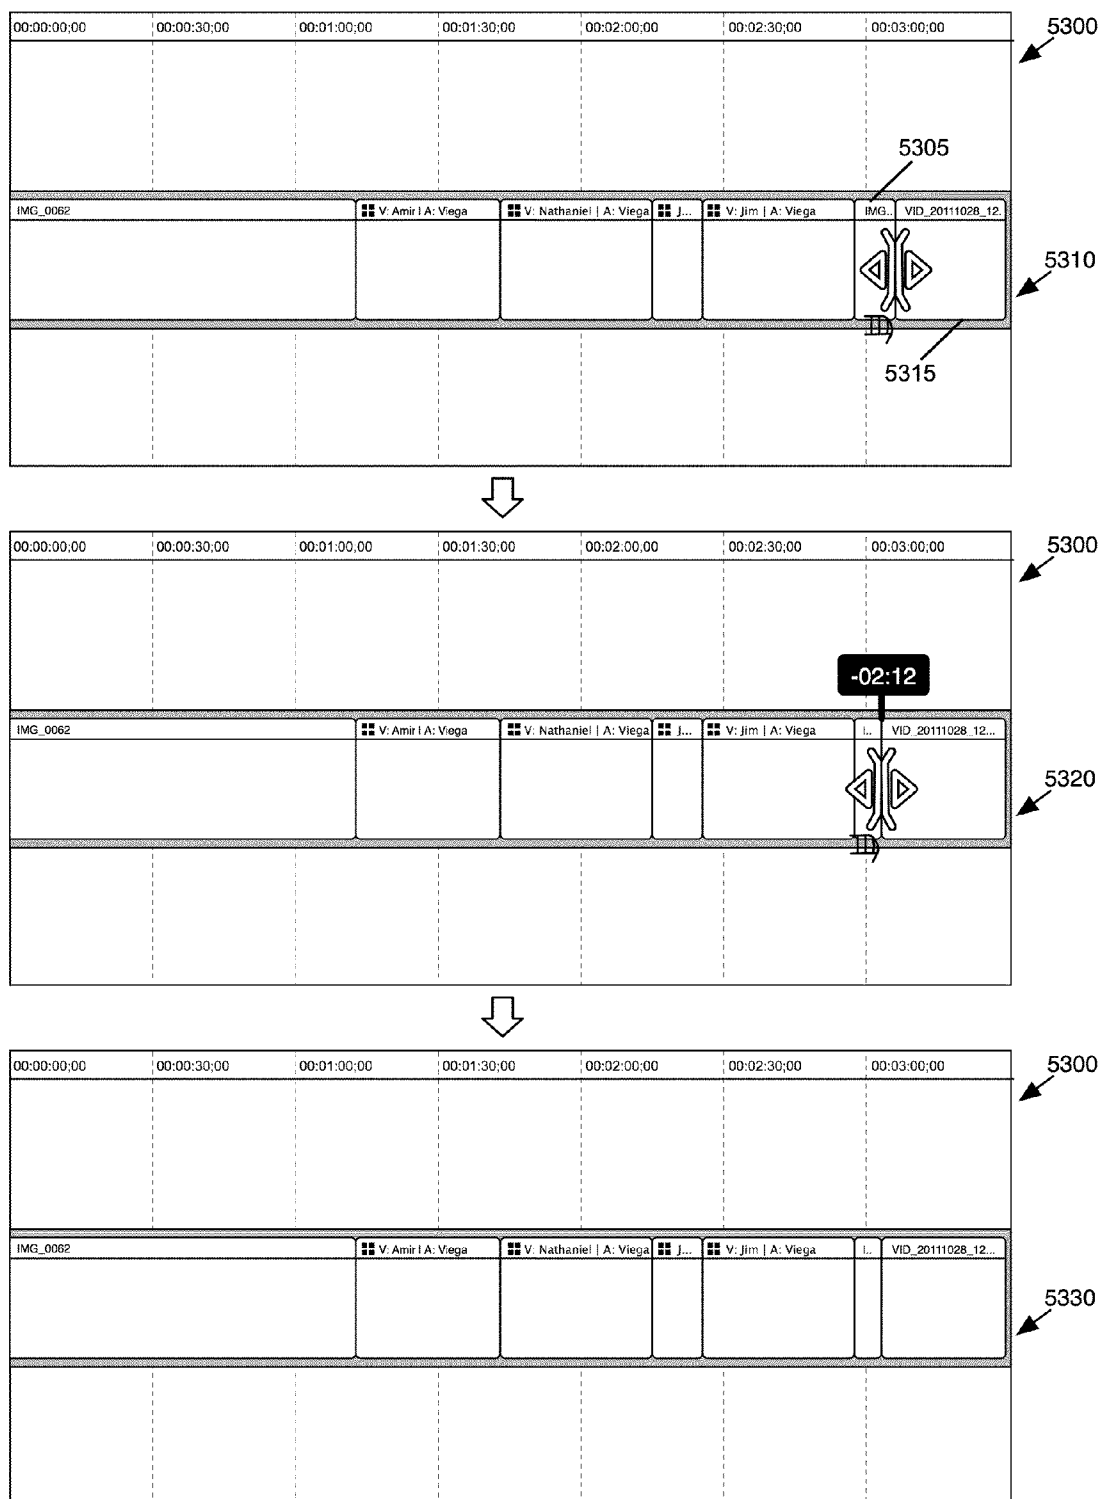 00:00:00;00 00:00:30;00 00:01:00;00 00:01:30;00 00:02:00;00 00:02:30;00 00:03:00;00 5300
5305
IMG_0062 V: Amir | A: Viega V: Nathaniel | A: Viega J... V: Jim | A: Viega IMG.. VID_20111028_12.
5310
5315
00:00:00;00 00:00:30;00 00:01:00;00 00:01:30;00 00:02:00;00 00:02:30;00 00:03:00;00 5300
-02:12
IMG_0062 V: Amir | A: Viega V: Nathaniel | A: Viega J... V: Jim | A: Viega I.. VID_20111028_12...
5320
00:00:00;00 00:00:30;00 00:01:00;00 00:01:30;00 00:02:00;00 00:02:30;00 00:03:00;00 5300
IMG_0062 V: Amir | A: Viega V: Nathaniel | A: Viega J... V: Jim | A: Viega I.. VID_20111028_12...
5330